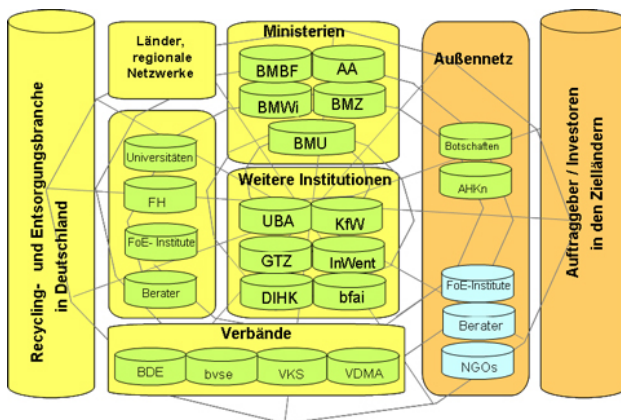 Recycling- und Entsorgungsbranche
in Deutschland
Länder,
regionale
Netzwerke
Universitäten
FH
FoE- Institute
Berater
Ministerien
BMBF
AA
BMWi
BMZ
BMU
Weitere Institutionen
UBA
KfW
GTZ
InWent
DIHK
bfai
Verbände
BDE
bvse
VKS
VDMA
Außennetz
Botschaften
AHKn
FoE-Institute
Berater
NGOs
Auftraggeber / Investoren
in den Zielländern